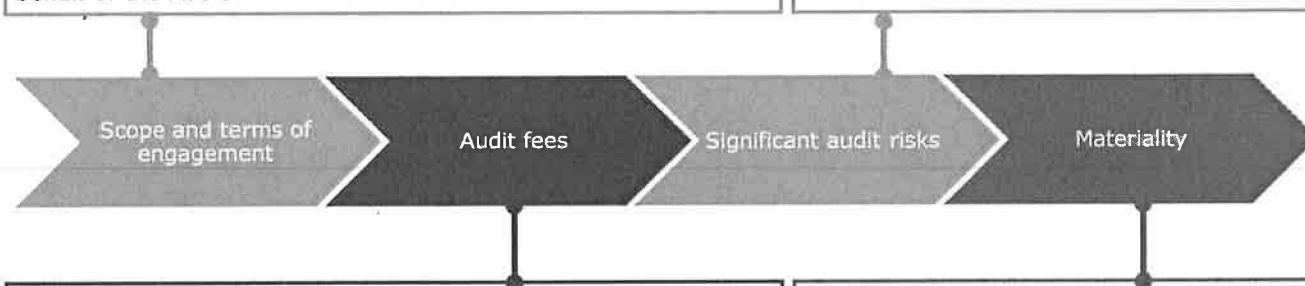 Scope and terms of
engagement
Audit fees
Significant audit risks
Materiality